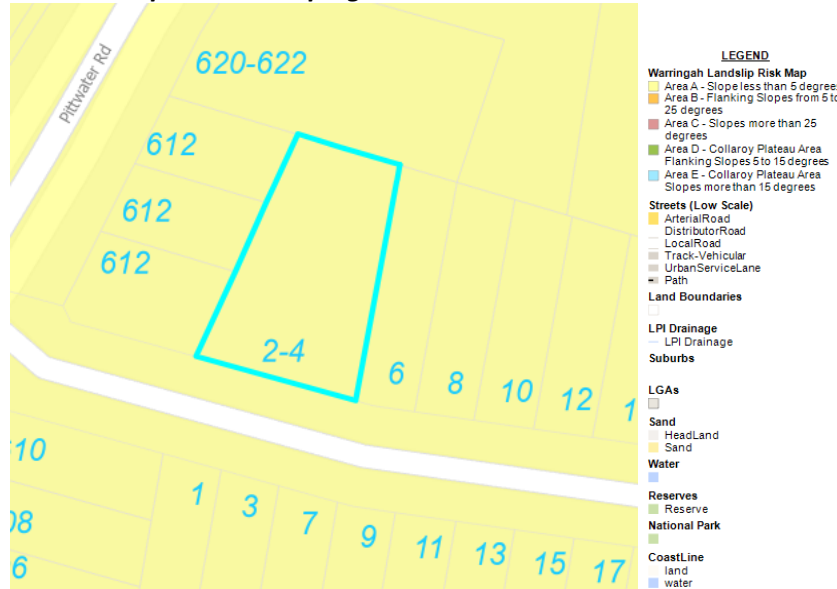 620-622
Pittwater Rd
612
612
612
2-4
6
8
10
12
1
10
1
3
08
7
9
11
13
15
17
6
LEGEND
Warringah Landslip Risk Map
Area A - Slope less than 5 degrees
Area B - Flanking Slopes from 5 to
25 degrees
Area C - Slopes more than 25
degrees
Area D - Collaroy Plateau Area
Flanking Slopes 5 to 15 degrees
Area E - Collaroy Plateau Area
Slopes more than 15 degrees
Streets (Low Scale)
ArterialRoad
DistributorRoad
LocalRoad
Track-Vehicular
UrbanServiceLane
Path
Land Boundaries
LPI Drainage
LPI Drainage
Suburbs
LGAs
Sand
HeadLand
Sand
Water
Reserves
Reserve
National Park
CoastLine
land
water